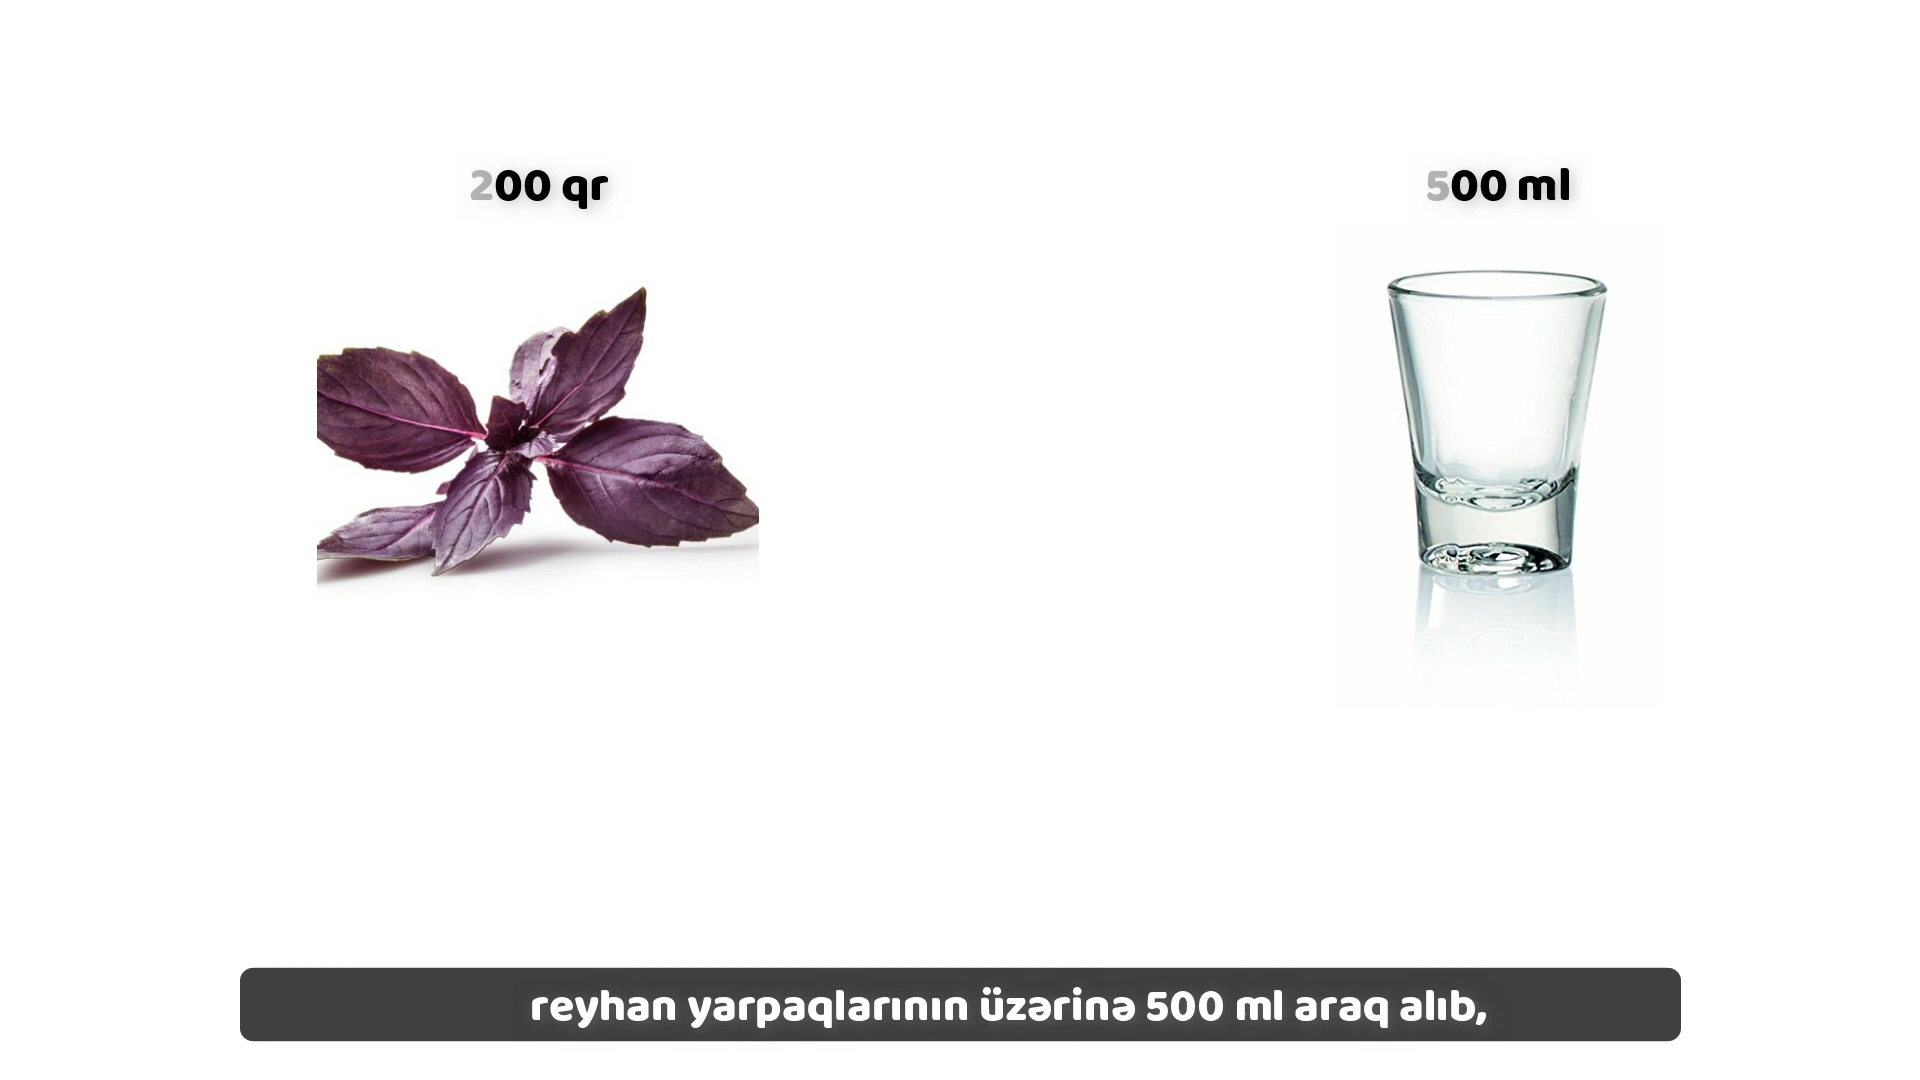 200 qr
500 ml
reyhan yarpaqlarının üzərinə 500 ml araq alıb,